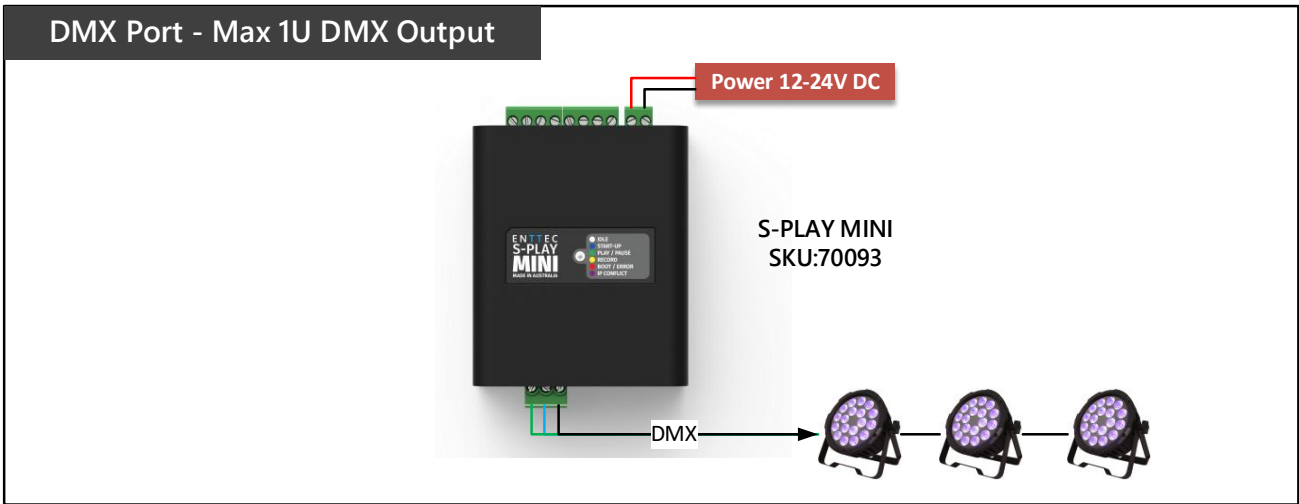 DMX Port - Max 1U DMX Output
Power 12-24V DC
S-PLAY MINI
SKU:70093
ENTTEC
S-PLAY
MINI
MADE IN AUSTRALIA
IDLE
START-UP
PLAY / PAUSE
RECORD
BOOT / ERROR
IP CONFLICT
DMX